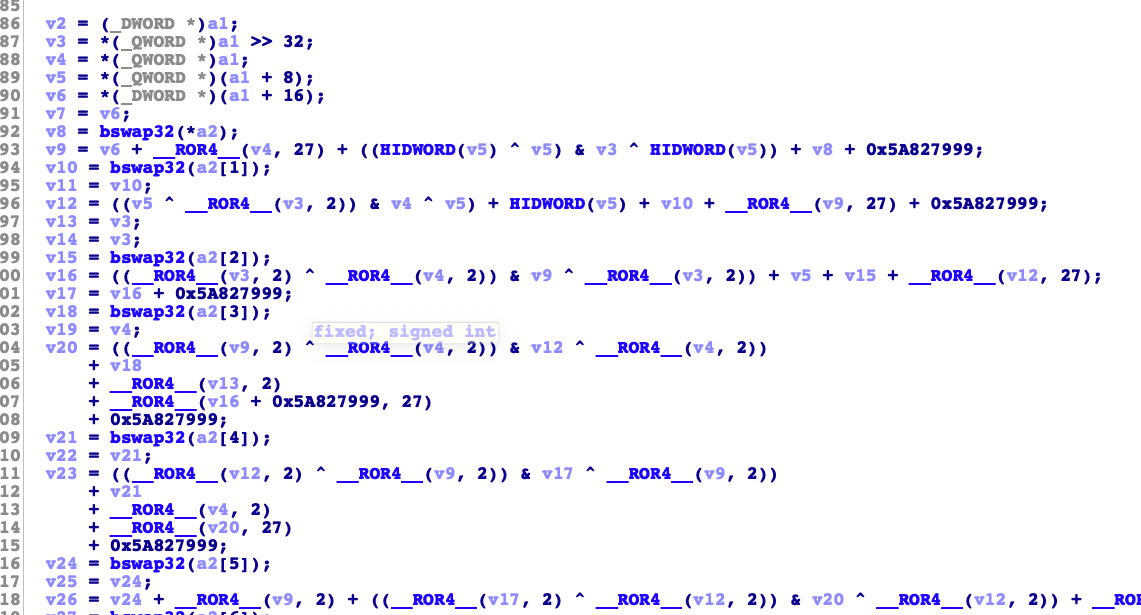 85
86 v2 = (_DWORD *)a1;
87 v3 = *(_QWORD *)a1 >> 32;
88 v4 = *(_QWORD *)a1;
89 v5 = *(_QWORD *)(a1 + 8);
90 v6 = *(_DWORD *)(a1 + 16);
91 v7 = v6;
92 v8 = bswap32(*a2);
93 v9 = v6 + __ROR4__(v4, 27) + ((HIDWORD(v5) ^ v5) & v3 ^ HIDWORD(v5)) + v8 + 0x5A827999;
94 v10 = bswap32(a2[1]);
95 v11 = v10;
96 v12 = ((v5 ^ __ROR4__(v3, 2)) & v4 ^ v5) + HIDWORD(v5) + v10 + __ROR4__(v9, 27) + 0x5A827999;
97 v13 = v3;
98 v14 = v3;
99 v15 = bswap32(a2[2]);
00 v16 = ((__ROR4__(v3, 2) ^ __ROR4__(v4, 2)) & v9 ^ __ROR4__(v3, 2)) + v5 + v15 + __ROR4__(v12, 27);
01 v17 = v16 + 0x5A827999;
02 v18 = bswap32(a2[3]);
03 v19 = v4;
fixed; signed int
04 v20 = ((__ROR4__(v9, 2) ^ __ROR4__(v4, 2)) & v12 ^ __ROR4__(v4, 2))
05 + v18
06 + __ROR4__(v13, 2)
07 + __ROR4__(v16 + 0x5A827999, 27)
08 + 0x5A827999;
09 v21 = bswap32(a2[4]);
10 v22 = v21;
11 v23 = ((__ROR4__(v12, 2) ^ __ROR4__(v9, 2)) & v17 ^ __ROR4__(v9, 2))
12 + v21
13 + __ROR4__(v4, 2)
14 + __ROR4__(v20, 27)
15 + 0x5A827999;
16 v24 = bswap32(a2[5]);
17 v25 = v24;
18 v26 = v24 + __ROR4__(v9, 2) + ((__ROR4__(v17, 2) ^ __ROR4__(v12, 2)) & v20 ^ __ROR4__(v12, 2)) +